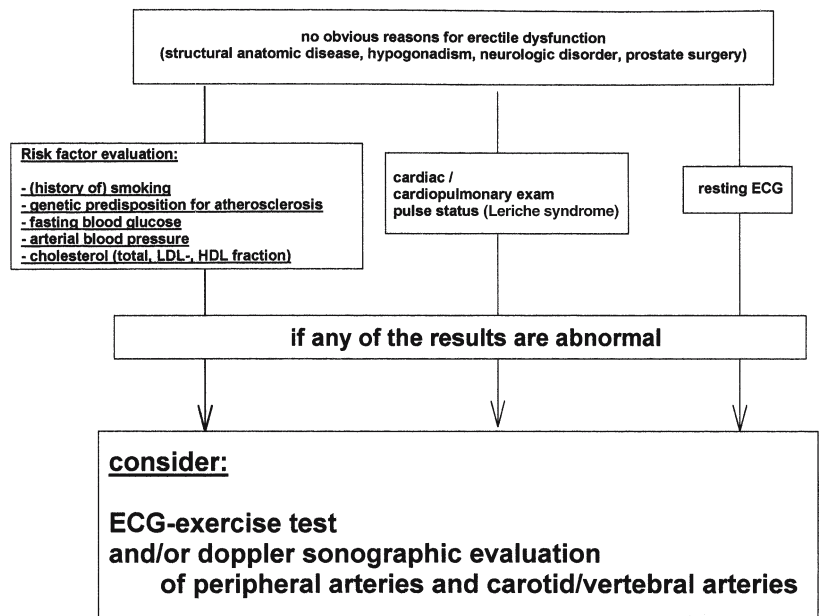 no obvious reasons for erectile dysfunction
(structural anatomic disease, hypogonadism, neurologic disorder, prostate surgery)
Risk factor evaluation:
- (history of) smoking
- genetic predisposition for atherosclerosis
- fasting blood glucose
- arterial blood pressure
- cholesterol (total, LDL-, HDL fraction)
cardiac /
cardiopulmonary exam
pulse status (Leriche syndrome)
resting ECG
if any of the results are abnormal
consider:
ECG-exercise test
and/or doppler sonographic evaluation
of peripheral arteries and carotid/vertebral arteries